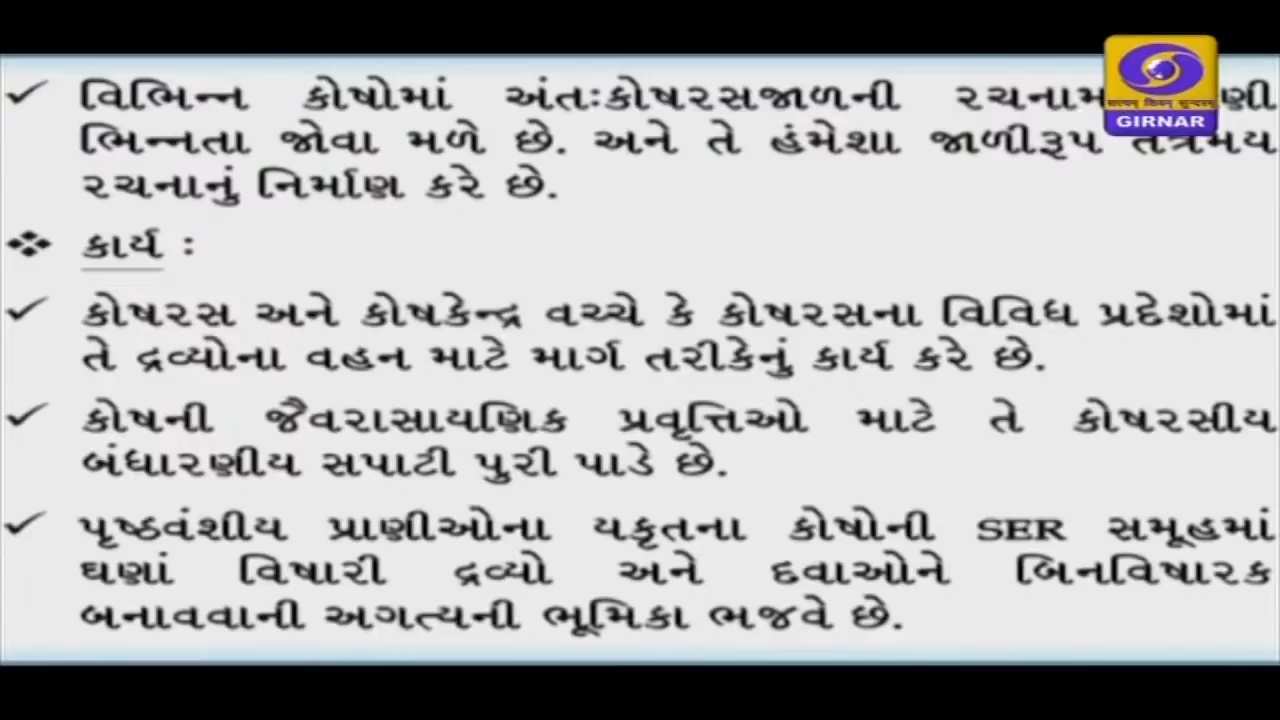 ✓ વિભિન્ન કોષોમાં અંતઃકોષરસજાળની
ભિન્નતા જોવા મળે છે. અને તે હંમેશા જાળીરૂપ
રચનાનું નિર્માણ કરે છે.
❖ કાર્ય :
✓ કોષરસ અને કોષકેન્દ્ર વચ્ચે કે કોષરસના વિવિધ પ્રદેશોમાં
તે દ્રવ્યોના વહન માટે માર્ગ તરીકેનું કાર્ય કરે છે.
✓ કોષની જૈવરાસાયણિક પ્રવૃત્તિઓ માટે તે કોષરસીય
બંધારણીય સપાટી પુરી પાડે છે.
✓ પૃષ્ઠવંશીય પ્રાણીઓના યકૃતના કોષોની SER સમૂહમાં
ઘણાં વિષારી દ્રવ્યો અને દવાઓને બિનવિષારક
બનાવવાની અગત્યની ભૂમિકા ભજવે છે.
GIRNAR